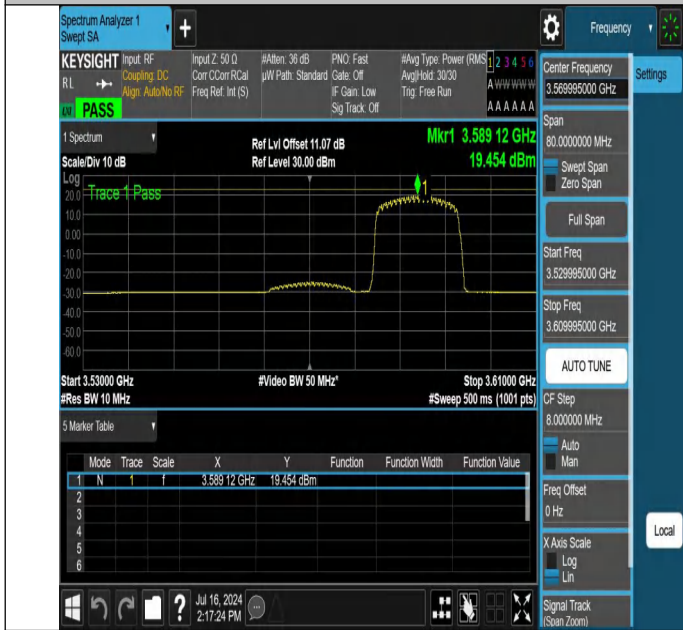 Spectrum Analyzer 1
Swept SA
+
Frequency
KEYSIGHT
RL
PASS
Input: RF
Coupling: DC
Align: Auto/No RF
Input Z: 50 Ω
Corr CCorr RCal
Freq Ref: Int (S)
#Atten: 36 dB
µW Path: Standard
PNO: Fast
Gate: Off
IF Gain: Low
Sig Track: Off
#Avg Type: Power (RMS
Avg|Hold: 30/30
Trig: Free Run
1 2 3 4 5 6
A W W W W W
A A A A A A
1 Spectrum
Scale/Div 10 dB
Ref Lvl Offset 11.07 dB
Ref Level 30.00 dBm
Mkr1 3.589 12 GHz
19.454 dBm
Log
Trace 1 Pass
1
20.0
10.0
0.00
-10.0
-20.0
-30.0
-40.0
-50.0
-60.0
Start 3.53000 GHz
#Res BW 10 MHz
#Video BW 50 MHz*
Stop 3.61000 GHz
#Sweep 500 ms (1001 pts)
5 Marker Table
Mode Trace Scale X Y Function Function Width Function Value
1 N 1 f 3.589 12 GHz 19.454 dBm
2
3
4
5
6
?
Jul 16, 2024
2:17:24 PM
Center Frequency
3.569995000 GHz
Settings
Span
80.0000000 MHz
Swept Span
Zero Span
Full Span
Start Freq
3.529995000 GHz
Stop Freq
3.609995000 GHz
AUTO TUNE
CF Step
8.000000 MHz
Auto
Man
Freq Offset
0 Hz
Local
X Axis Scale
Log
Lin
Signal Track
(Span Zoom)